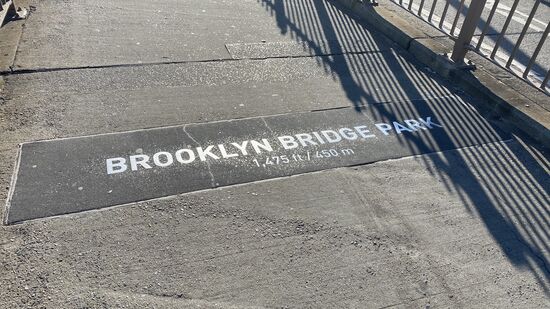 BROOKLYN BRIDGE PARK
1,475 ft / 450 m